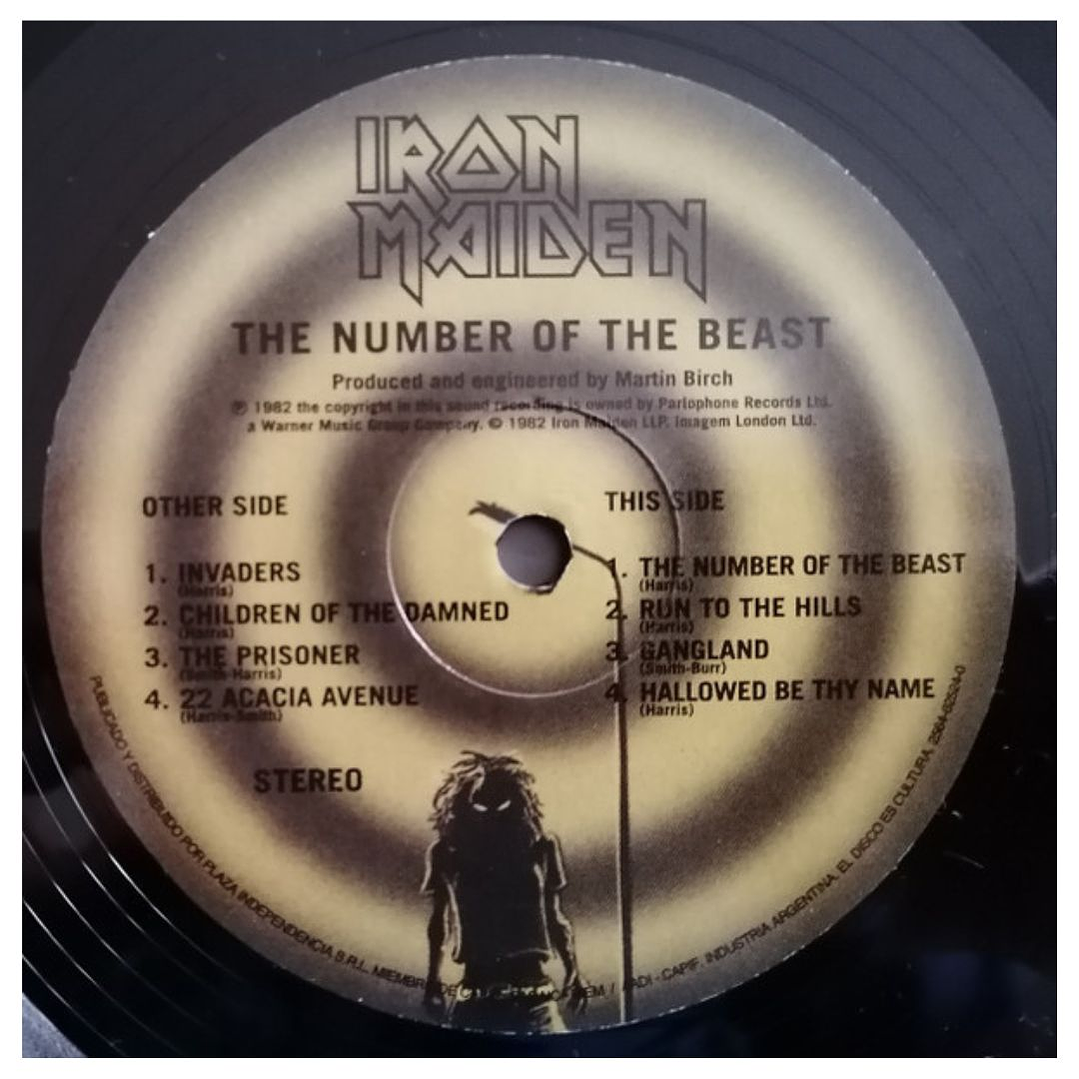 IRON
MAIDEN
THE NUMBER OF THE BEAST
Produced and engineered by Martin Birch
℗ 1982 the copyright in this sound recording is owned by Parlophone Records Ltd.
a Warner Music Group Company. © 1982 Iron Maiden LLP. Imagem London Ltd.
OTHER SIDE
1. INVADERS
(Harris)
2. CHILDREN OF THE DAMNED
(Harris)
3. THE PRISONER
(Smith-Harris)
4. 22 ACACIA AVENUE
(Harris-Smith)
STEREO
THIS SIDE
1. THE NUMBER OF THE BEAST
(Harris)
2. RUN TO THE HILLS
(Harris)
3. GANGLAND
(Smith-Burr)
4. HALLOWED BE THY NAME
(Harris)
PUBLICADO Y DISTRIBUIDO POR PLAZA INDEPENDENCIA S.R.L. MIEMBRO DE / AADI - CAPIF. INDUSTRIA ARGENTINA. EL DISCO ES CULTURA.